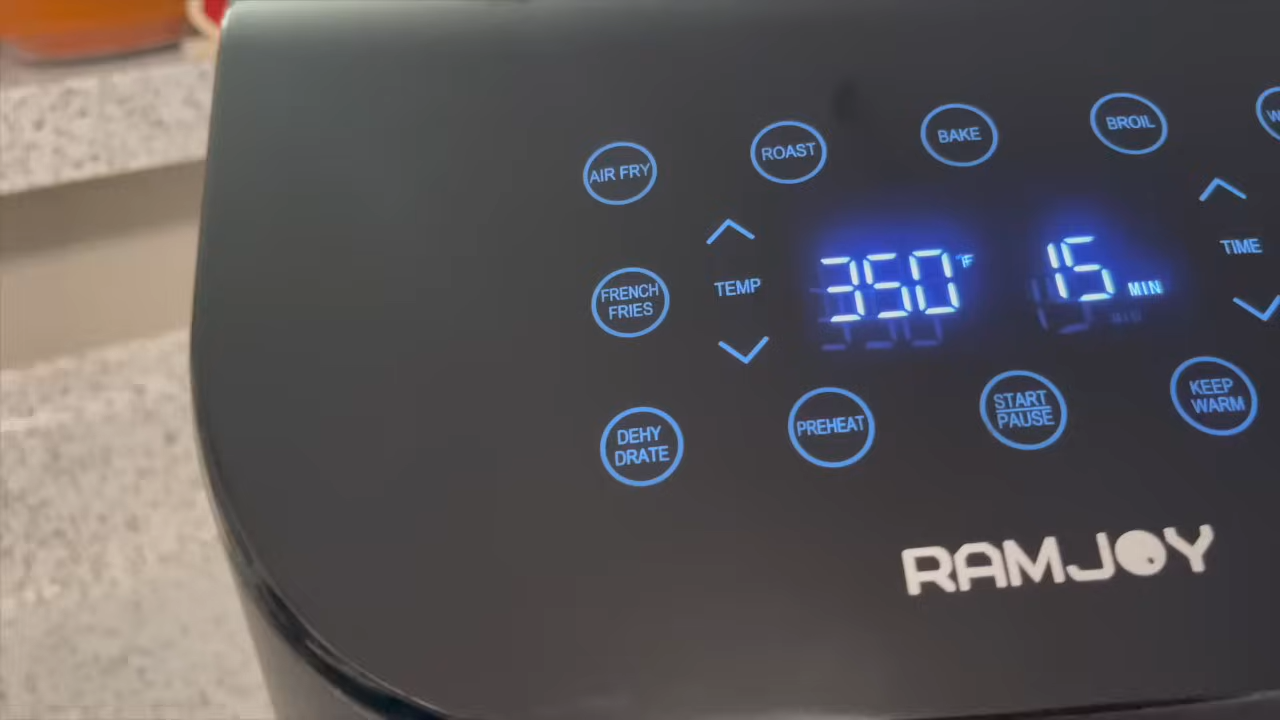 AIR FRY
ROAST
BAKE
BROIL
TEMP
350 °F
15 MIN
TIME
FRENCH
FRIES
DEHY
DRATE
PREHEAT
START
PAUSE
KEEP
WARM
RAMJOY